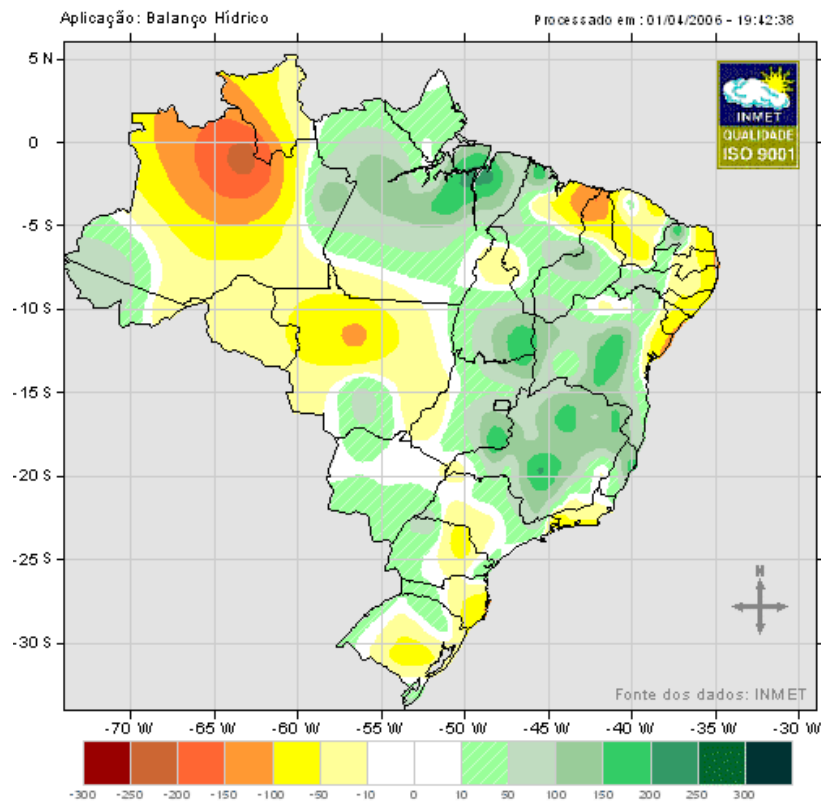 Aplicação: Balanço Hídrico
Processado em : 01/04/2006 - 19:42:38
INMET
QUALIDADE
ISO 9001
5 N
0
-5 S
-10 S
-15 S
-20 S
-25 S
-30 S
N
Fonte dos dados: INMET
-70 W -65 W -60 W -55 W -50 W -45 W -40 W -35 W -30 W
-300 -250 -200 -150 -100 -50 -10 0 10 50 100 150 200 250 300